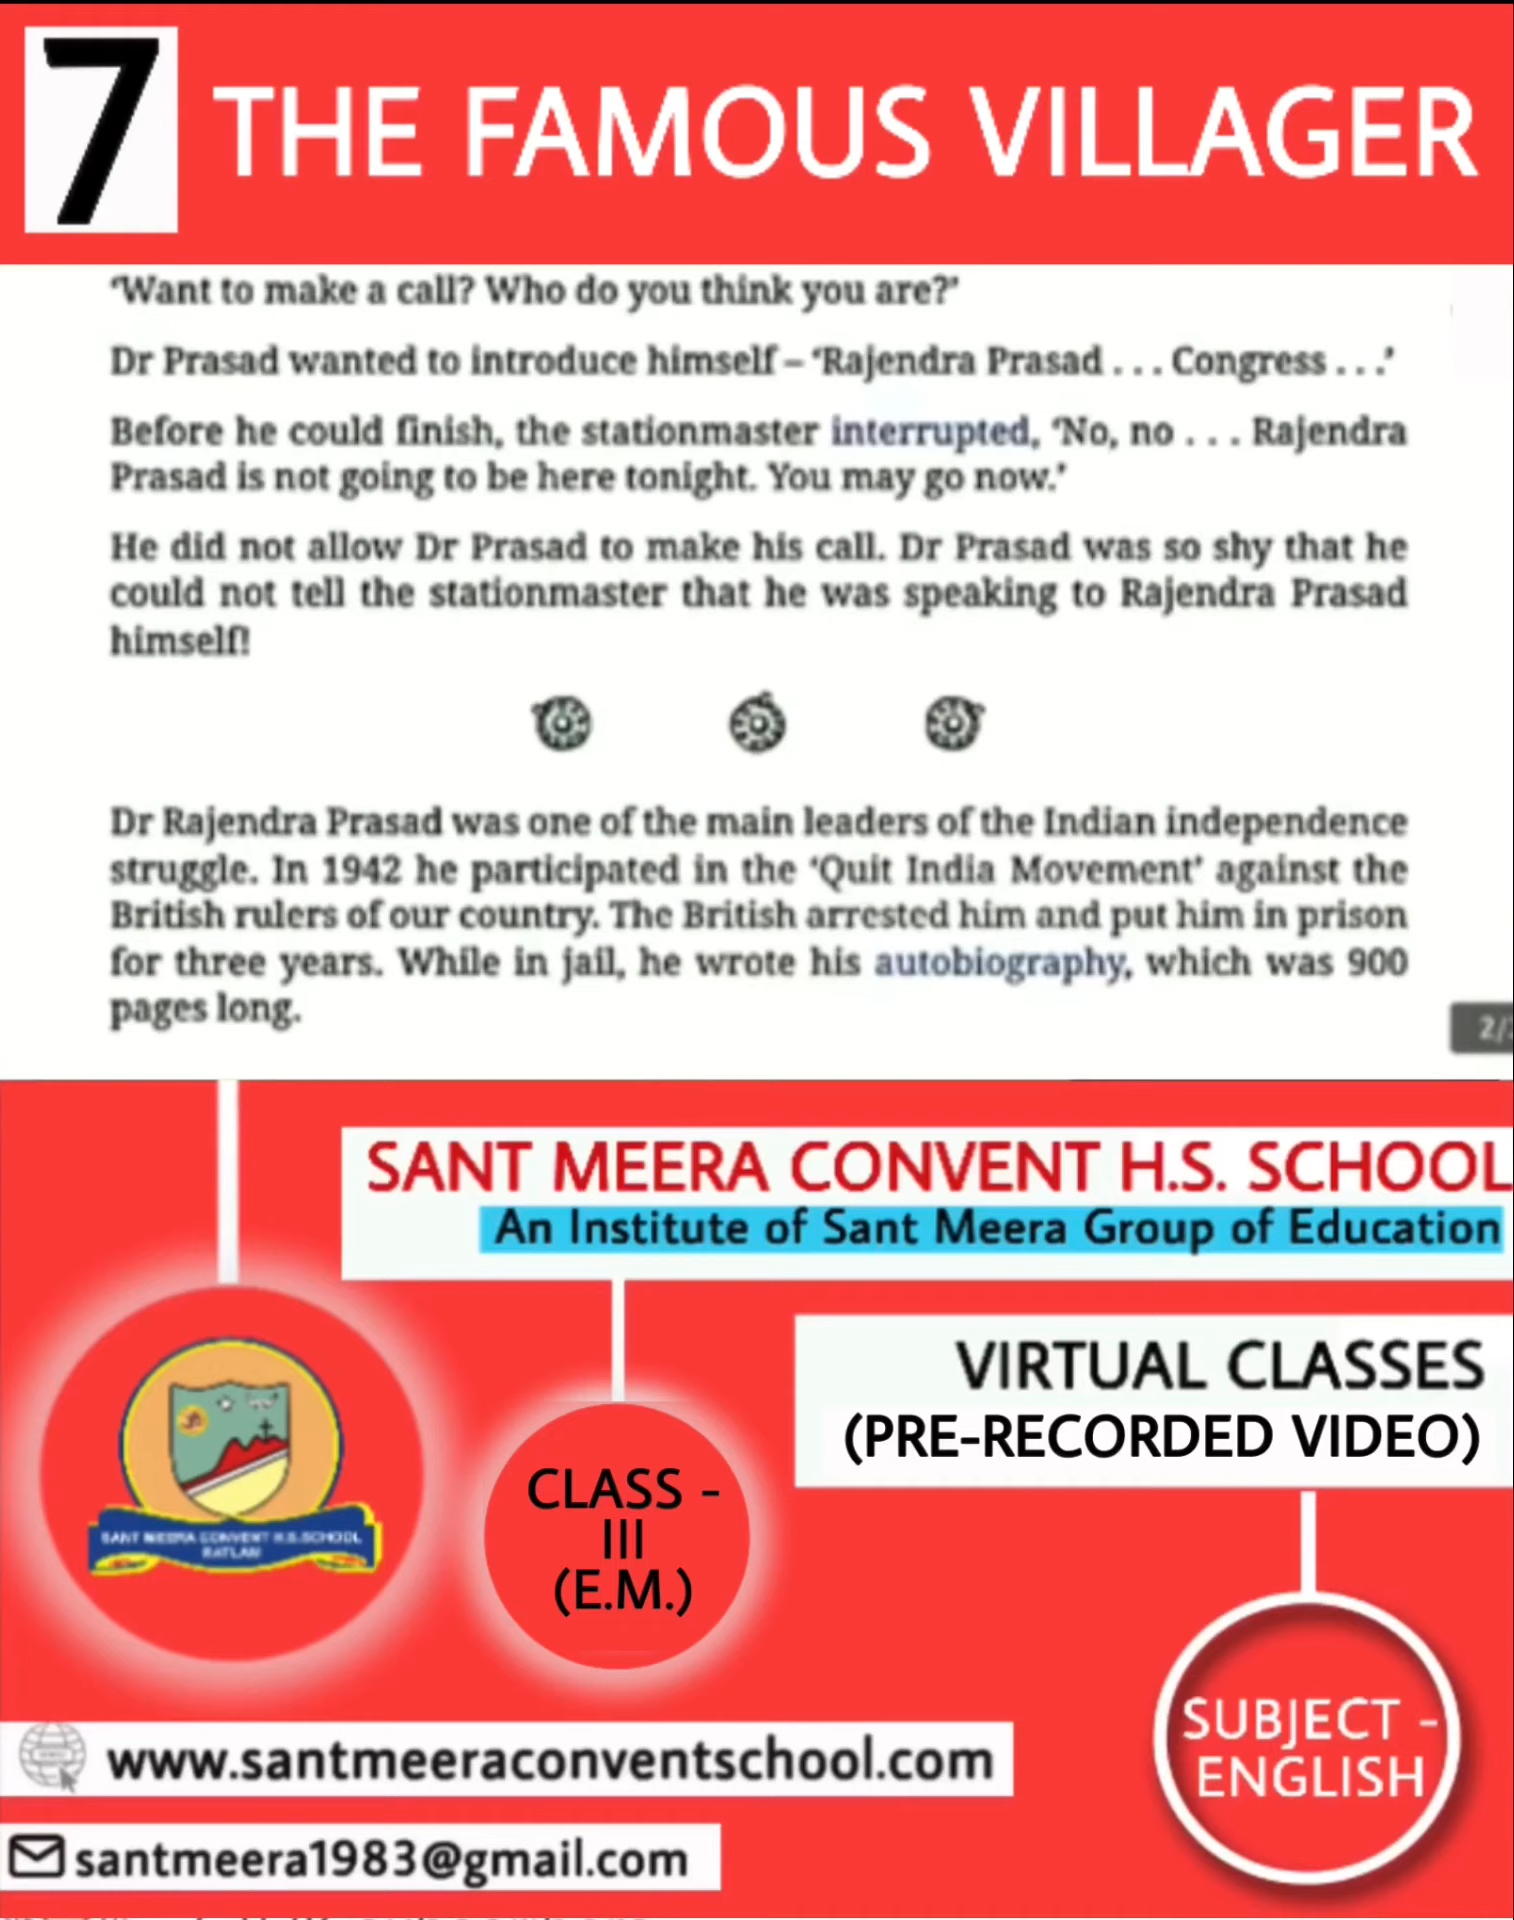 7 THE FAMOUS VILLAGER
‘Want to make a call? Who do you think you are?’
Dr Prasad wanted to introduce himself – ‘Rajendra Prasad . . . Congress . . .’
Before he could finish, the stationmaster interrupted, ‘No, no . . . Rajendra
Prasad is not going to be here tonight. You may go now.’
He did not allow Dr Prasad to make his call. Dr Prasad was so shy that he
could not tell the stationmaster that he was speaking to Rajendra Prasad
himself!
Dr Rajendra Prasad was one of the main leaders of the Indian independence
struggle. In 1942 he participated in the ‘Quit India Movement’ against the
British rulers of our country. The British arrested him and put him in prison
for three years. While in jail, he wrote his autobiography, which was 900
pages long.
2/
SANT MEERA CONVENT H.S. SCHOOL
An Institute of Sant Meera Group of Education
VIRTUAL CLASSES
(PRE-RECORDED VIDEO)
CLASS -
III
(E.M.)
SANT MEERA CONVENT H.S.SCHOOL
RATLAM
SUBJECT -
ENGLISH
www.santmeeraconventschool.com
santmeera1983@gmail.com